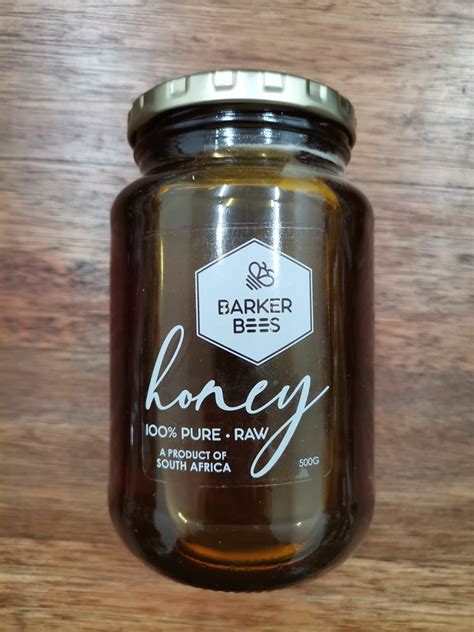 BARKER
BEES
honey
100% PURE • RAW
A PRODUCT OF
SOUTH AFRICA
500G